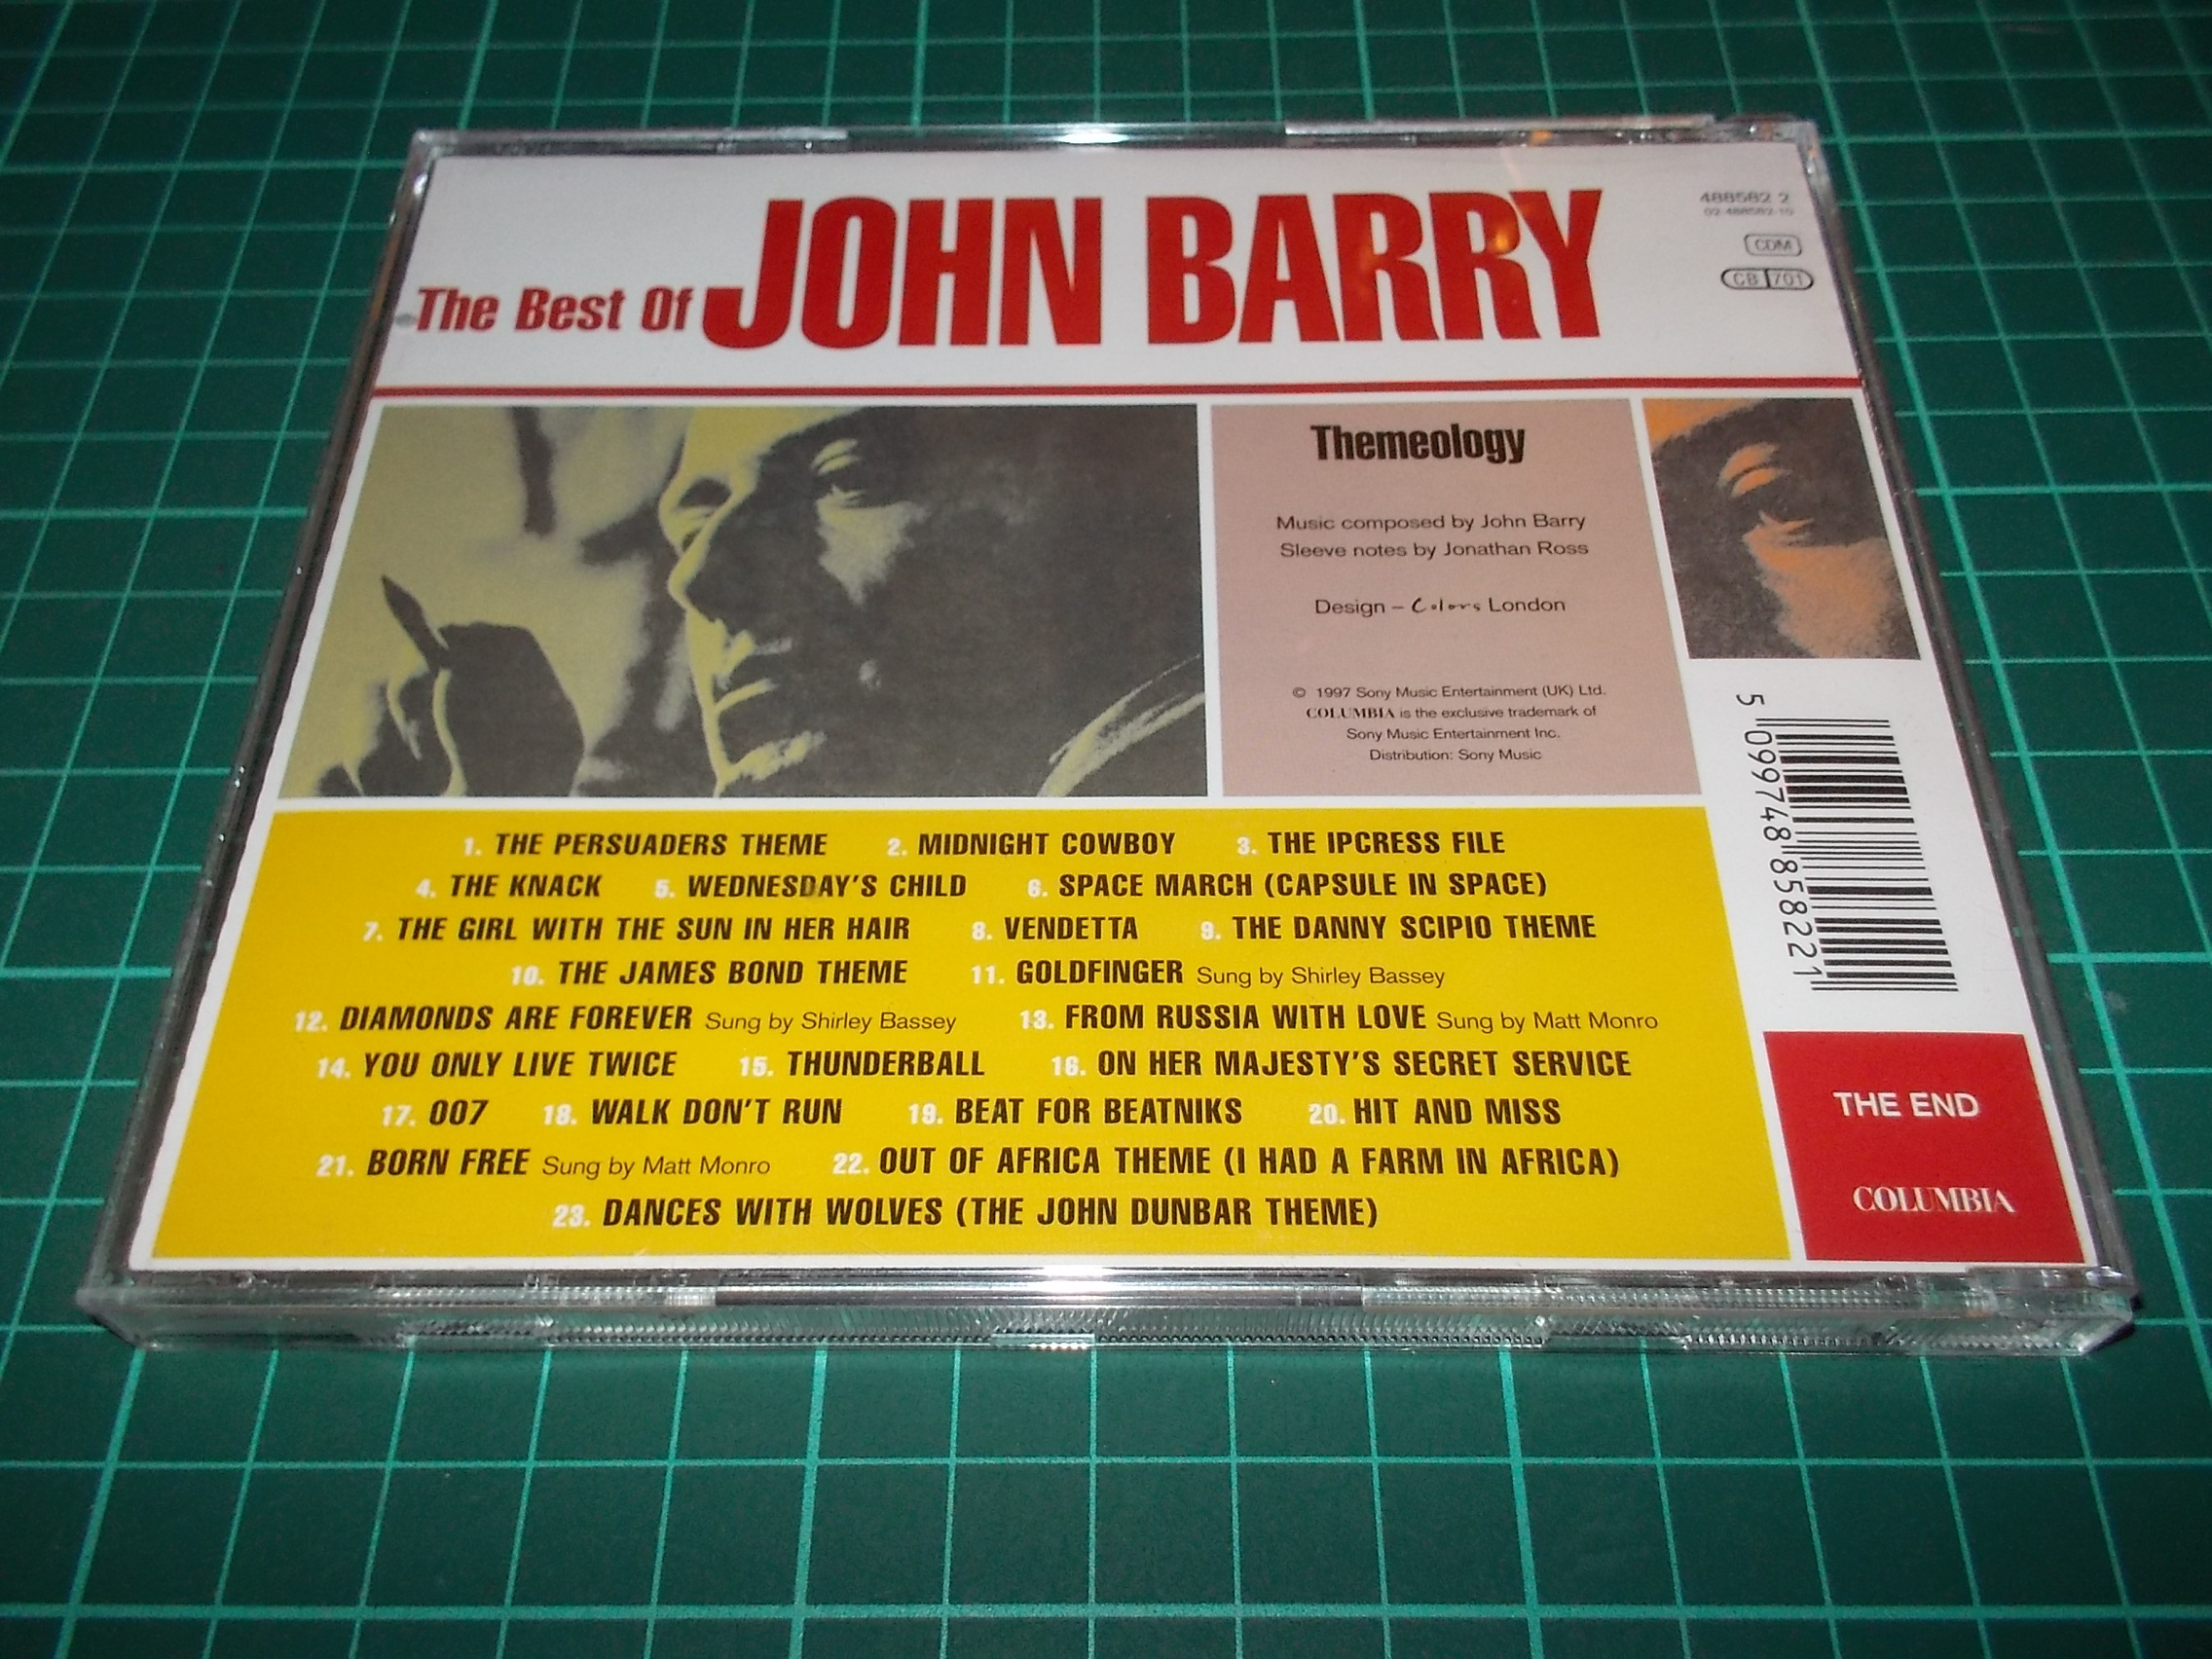 The Best Of JOHN BARRY
488582 2
02-488582-10
CDM
CB 701
Themeology
Music composed by John Barry
Sleeve notes by Jonathan Ross
Design – Colors London
© 1997 Sony Music Entertainment (UK) Ltd.
COLUMBIA is the exclusive trademark of
Sony Music Entertainment Inc.
Distribution: Sony Music
5 099748 858221
1. THE PERSUADERS THEME 2. MIDNIGHT COWBOY 3. THE IPCRESS FILE
4. THE KNACK 5. WEDNESDAY'S CHILD 6. SPACE MARCH (CAPSULE IN SPACE)
7. THE GIRL WITH THE SUN IN HER HAIR 8. VENDETTA 9. THE DANNY SCIPIO THEME
10. THE JAMES BOND THEME 11. GOLDFINGER Sung by Shirley Bassey
12. DIAMONDS ARE FOREVER Sung by Shirley Bassey 13. FROM RUSSIA WITH LOVE Sung by Matt Monro
14. YOU ONLY LIVE TWICE 15. THUNDERBALL 16. ON HER MAJESTY'S SECRET SERVICE
17. 007 18. WALK DON'T RUN 19. BEAT FOR BEATNIKS 20. HIT AND MISS
21. BORN FREE Sung by Matt Monro 22. OUT OF AFRICA THEME (I HAD A FARM IN AFRICA)
23. DANCES WITH WOLVES (THE JOHN DUNBAR THEME)
THE END
COLUMBIA